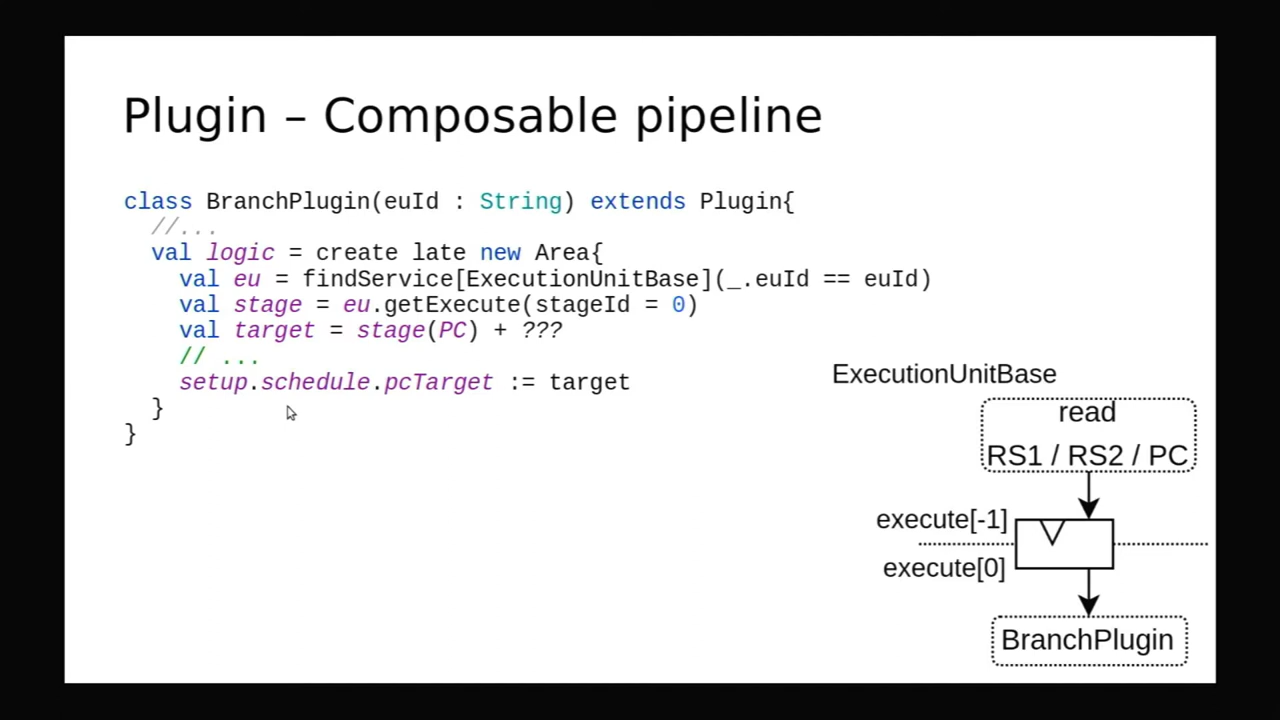 Plugin – Composable pipeline
class BranchPlugin(euId : String) extends Plugin{
//...
val logic = create late new Area{
val eu = findService[ExecutionUnitBase](_.euId == euId)
val stage = eu.getExecute(stageId = 0)
val target = stage(PC) + ???
// ...
setup.schedule.pcTarget := target
}
}
ExecutionUnitBase
read
RS1 / RS2 / PC
execute[-1]
execute[0]
BranchPlugin